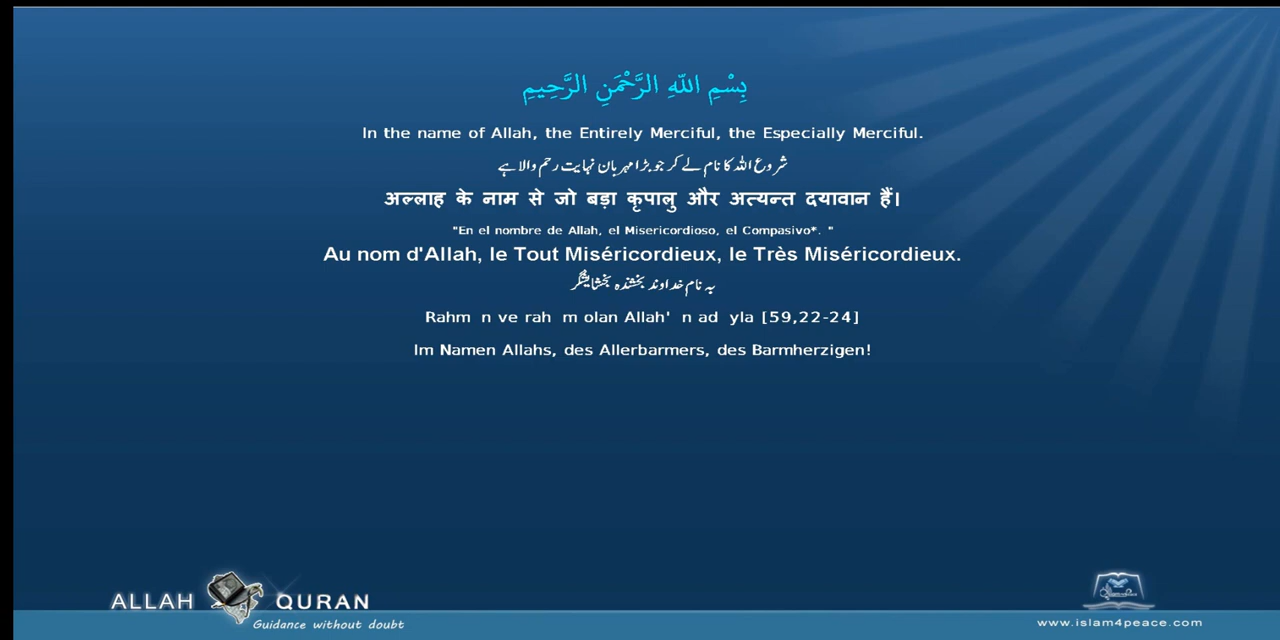 بِسْمِ اللّهِ الرَّحْمَنِ الرَّحِيمِ
In the name of Allah, the Entirely Merciful, the Especially Merciful.
شروع الله کا نام لے کر جو بڑا مہربان نہایت رحم والا ہے
अल्लाह के नाम से जो बड़ा कृपालु और अत्यन्त दयावान हैं।
"En el nombre de Allah, el Misericordioso, el Compasivo*. "
Au nom d'Allah, le Tout Miséricordieux, le Très Miséricordieux.
به نام خداوند بخشنده بخشایشگر
Rahm n ve rah m olan Allah' n ad yla [59,22-24]
Im Namen Allahs, des Allerbarmers, des Barmherzigen!
ALLAH QURAN
Guidance without doubt
www.islam4peace.com